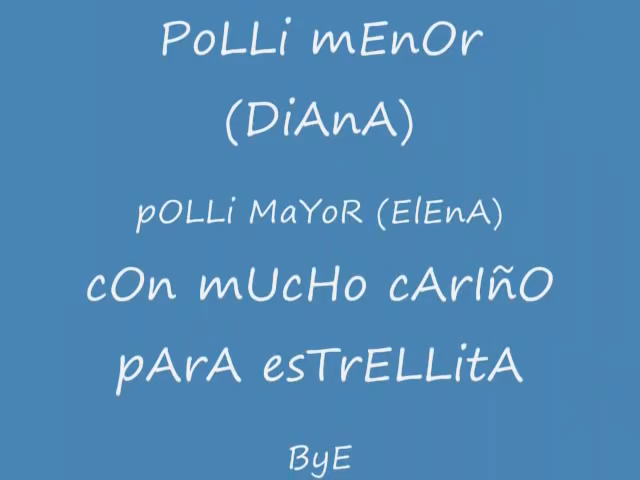 PoLLi mEnOr
(DiAnA)
pOLLi MaYoR (ElEnA)
cOn mUcHo cArIñO
pArA esTrELLitA
ByE